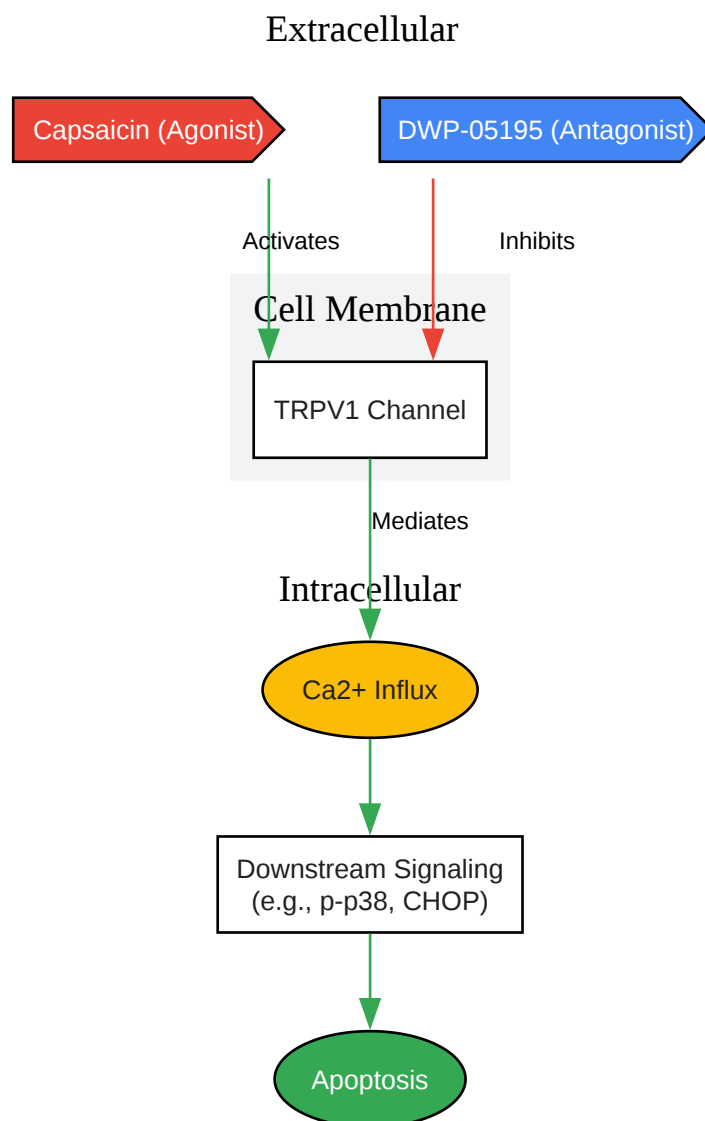 Extracellular
Capsaicin (Agonist)
DWP-05195 (Antagonist)
Activates
Inhibits
Cell Membrane
TRPV1 Channel
Mediates
Intracellular
Ca2+ Influx
Downstream Signaling
(e.g., p-p38, CHOP)
Apoptosis